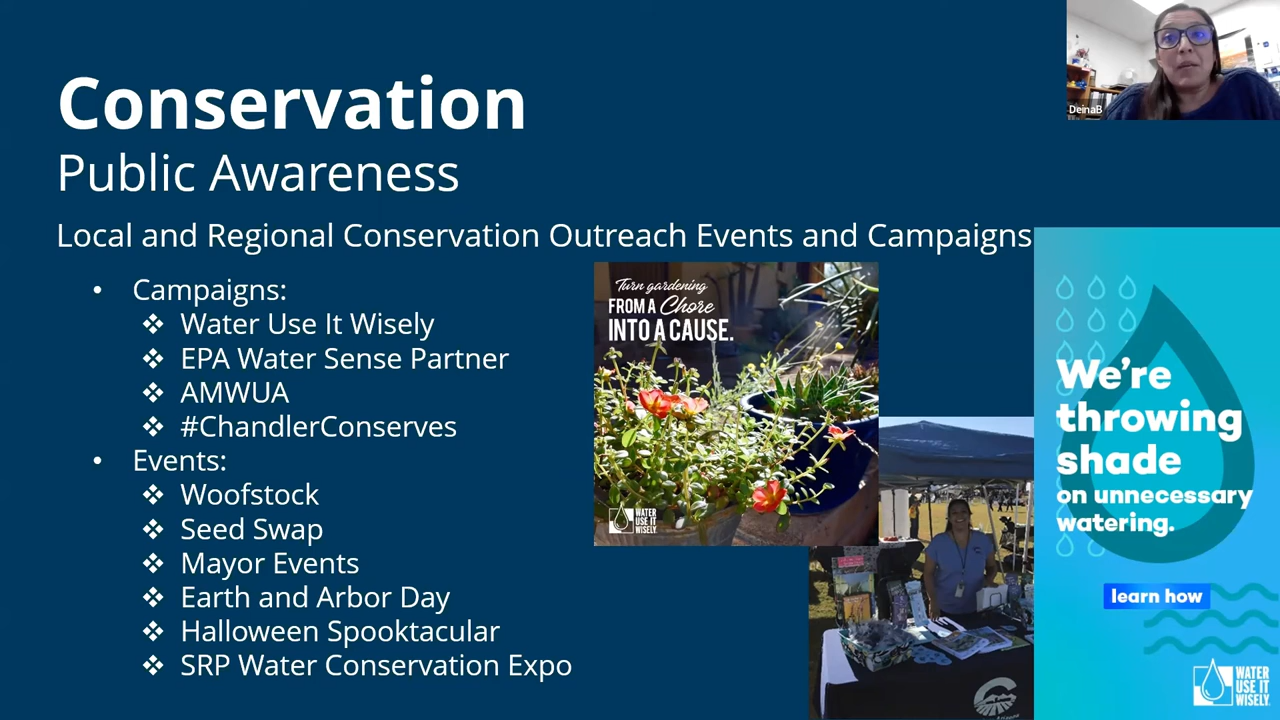 Conservation
Public Awareness
Local and Regional Conservation Outreach Events and Campaigns
• Campaigns:
❖ Water Use It Wisely
❖ EPA Water Sense Partner
❖ AMWUA
❖ #ChandlerConserves
• Events:
❖ Woofstock
❖ Seed Swap
❖ Mayor Events
❖ Earth and Arbor Day
❖ Halloween Spooktacular
❖ SRP Water Conservation Expo
Turn gardening
FROM A Chore
INTO A CAUSE.
WATER
USE IT
WISELY
DeinaB
We're
throwing
shade
on unnecessary
watering.
learn how
WATER
USE IT
WISELY